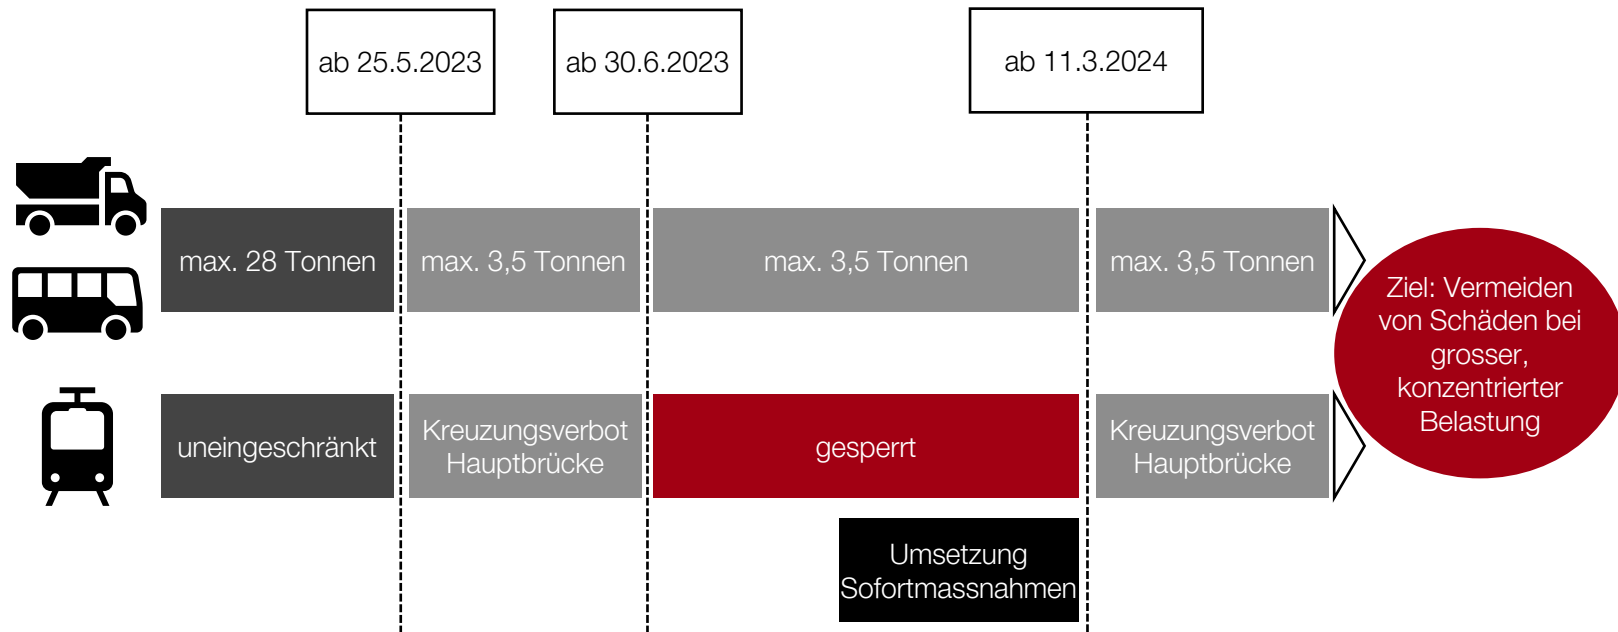 ab 25.5.2023
ab 30.6.2023
ab 11.3.2024
max. 28 Tonnen
max. 3,5 Tonnen
max. 3,5 Tonnen
max. 3,5 Tonnen
Ziel: Vermeiden
von Schäden bei
grosser,
konzentrierter
Belastung
uneingeschränkt
Kreuzungsverbot
Hauptbrücke
gesperrt
Kreuzungsverbot
Hauptbrücke
Umsetzung
Sofortmassnahmen